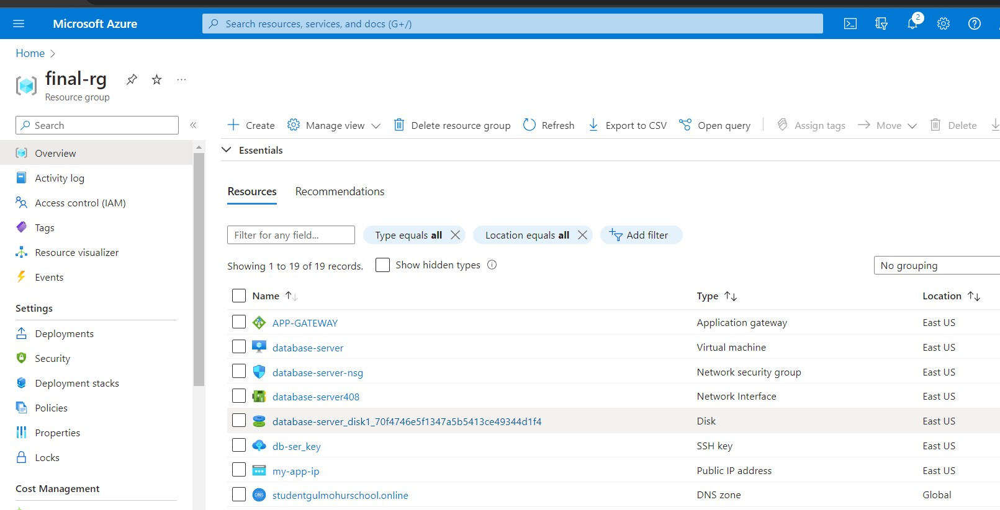 Microsoft Azure
Search resources, services, and docs (G+/)
2
Home
final-rg
Resource group
Search
Create
Manage view
Delete resource group
Refresh
Export to CSV
Open query
Assign tags
Move
Delete
Overview
Activity log
Access control (IAM)
Tags
Resource visualizer
Events
Settings
Deployments
Security
Deployment stacks
Policies
Properties
Locks
Cost Management
Essentials
Resources Recommendations
Filter for any field...
Type equals all
Location equals all
Add filter
Showing 1 to 19 of 19 records.
Show hidden types
No grouping
Name Type Location
APP-GATEWAY Application gateway East US
database-server Virtual machine East US
database-server-nsg Network security group East US
database-server408 Network Interface East US
database-server_disk1_70f4746e5f1347a5b5413ce49344d1f4 Disk East US
db-ser_key SSH key East US
my-app-ip Public IP address East US
DNS studentgulmohurschool.online DNS zone Global